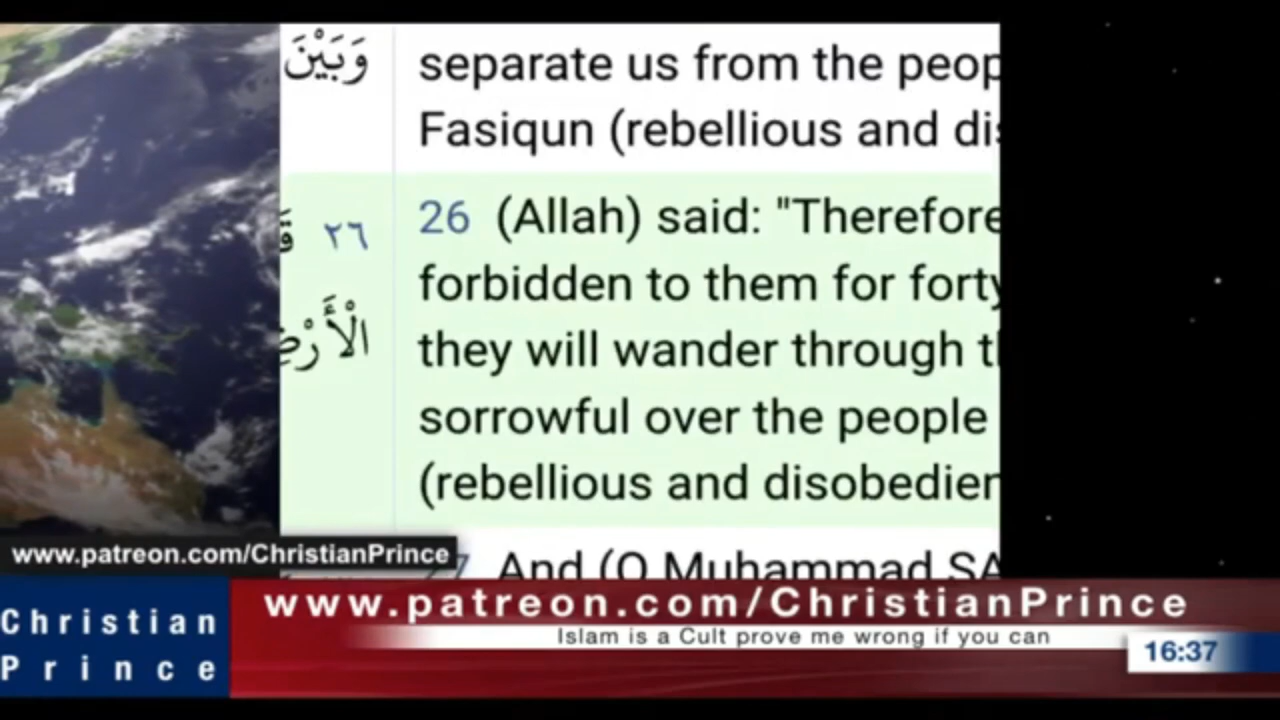 وَبَيْنَ
separate us from the peop
Fasiqun (rebellious and dis
٢٦
26 (Allah) said: "Therefore
forbidden to them for forty
الْأَرْضِ
they will wander through th
sorrowful over the people
(rebellious and disobedien
www.patreon.com/ChristianPrince
27 And (O Muhammad SA
Christian
Prince
www.patreon.com/ChristianPrince
Islam is a Cult prove me wrong if you can
16:37